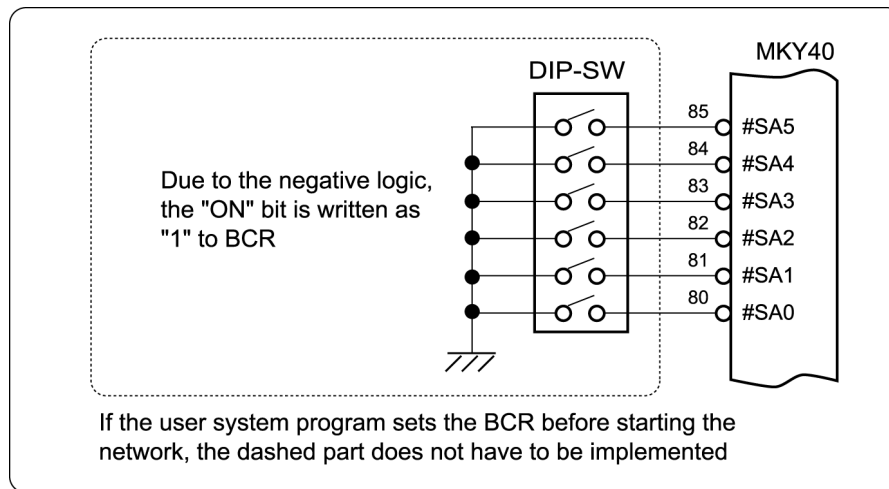 MKY40
DIP-SW
85 #SA5
84 #SA4
83 #SA3
82 #SA2
81 #SA1
80 #SA0
Due to the negative logic,
the "ON" bit is written as
"1" to BCR
If the user system program sets the BCR before starting the
network, the dashed part does not have to be implemented